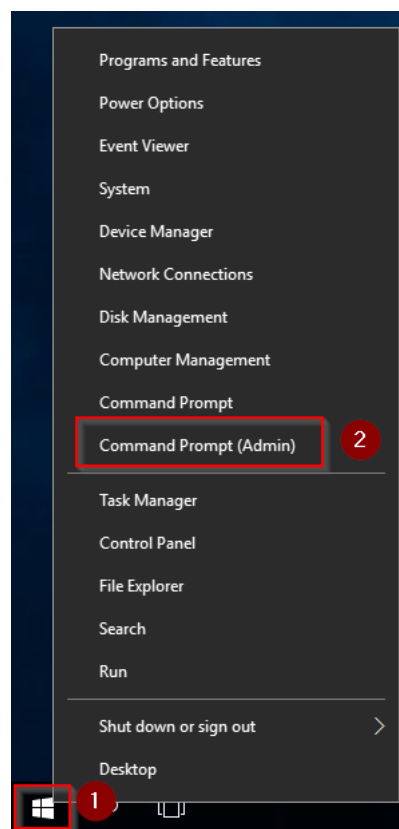 Programs and Features
Power Options
Event Viewer
System
Device Manager
Network Connections
Disk Management
Computer Management
Command Prompt
Command Prompt (Admin)
2
Task Manager
Control Panel
File Explorer
Search
Run
Shut down or sign out
Desktop
1